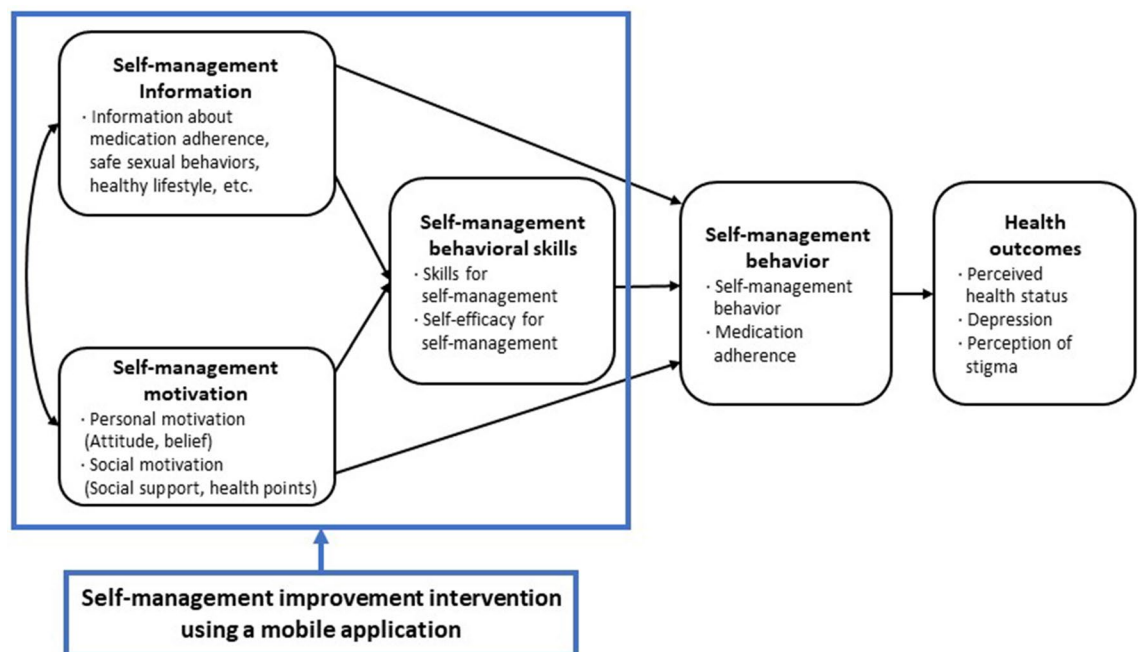 Self-management
Information
· Information about
medication adherence,
safe sexual behaviors,
healthy lifestyle, etc.
Self-management
motivation
· Personal motivation
(Attitude, belief)
· Social motivation
(Social support, health points)
Self-management
behavioral skills
· Skills for
self-management
· Self-efficacy for
self-management
Self-management
behavior
· Self-management
behavior
· Medication
adherence
Health
outcomes
· Perceived
health status
· Depression
· Perception of
stigma
Self-management improvement intervention
using a mobile application